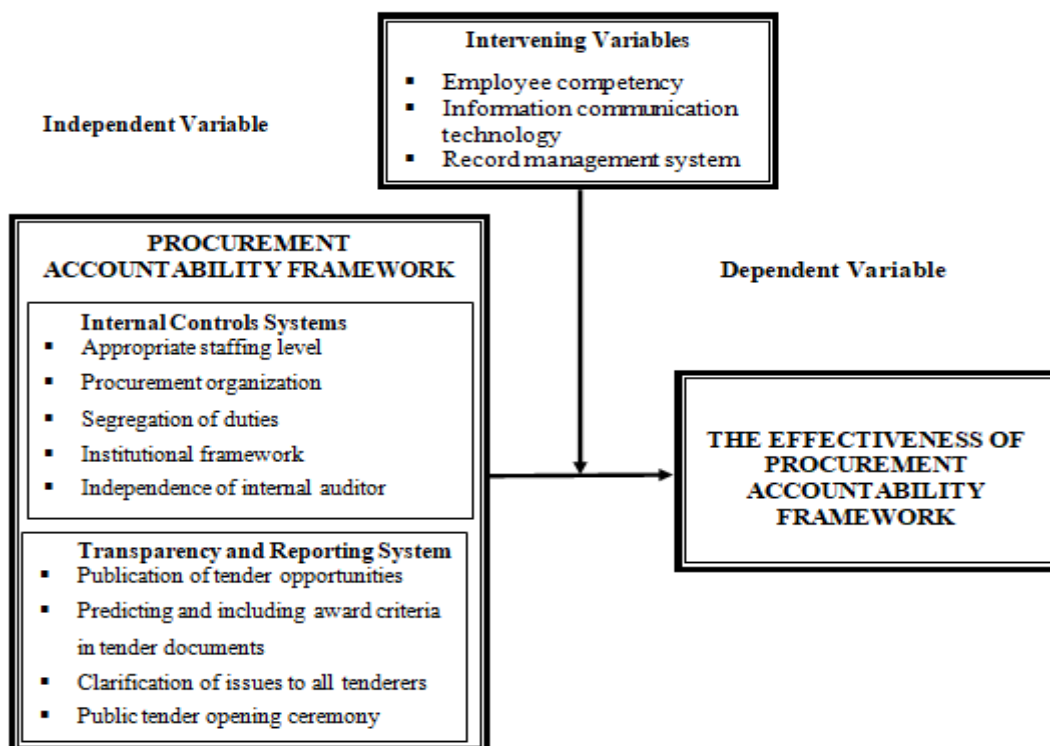 Intervening Variables
▪ Employee competency
▪ Information communication
technology
▪ Record management system
Independent Variable
PROCUREMENT
ACCOUNTABILITY FRAMEWORK
Internal Controls Systems
▪ Appropriate staffing level
▪ Procurement organization
▪ Segregation of duties
▪ Institutional framework
▪ Independence of internal auditor
Transparency and Reporting System
▪ Publication of tender opportunities
▪ Predicting and including award criteria
in tender documents
▪ Clarification of issues to all tenderers
▪ Public tender opening ceremony
Dependent Variable
THE EFFECTIVENESS OF
PROCUREMENT
ACCOUNTABILITY
FRAMEWORK